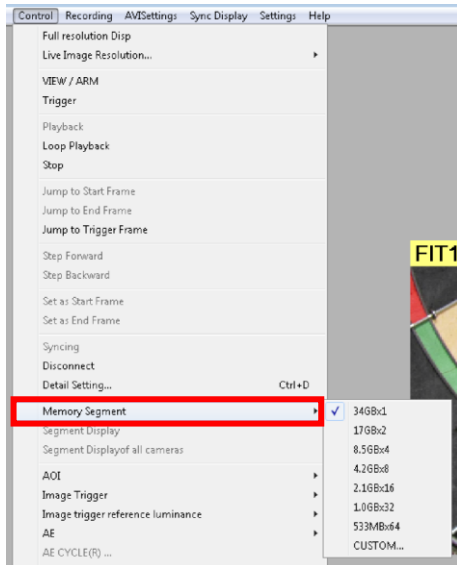 Control Recording AVISettings Sync Display Settings Help
Full resolution Disp
Live Image Resolution...
VIEW / ARM
Trigger
Playback
Loop Playback
Stop
Jump to Start Frame
Jump to End Frame
Jump to Trigger Frame
Step Forward
Step Backward
Set as Start Frame
Set as End Frame
Syncing
Disconnect
Detail Setting... Ctrl+D
Memory Segment
Segment Display
Segment Displayof all cameras
AOI
Image Trigger
Image trigger reference luminance
AE
AE CYCLE(R) ...
34GBx1
17GBx2
8.5GBx4
4.2GBx8
2.1GBx16
1.0GBx32
533MBx64
CUSTOM...
FIT1